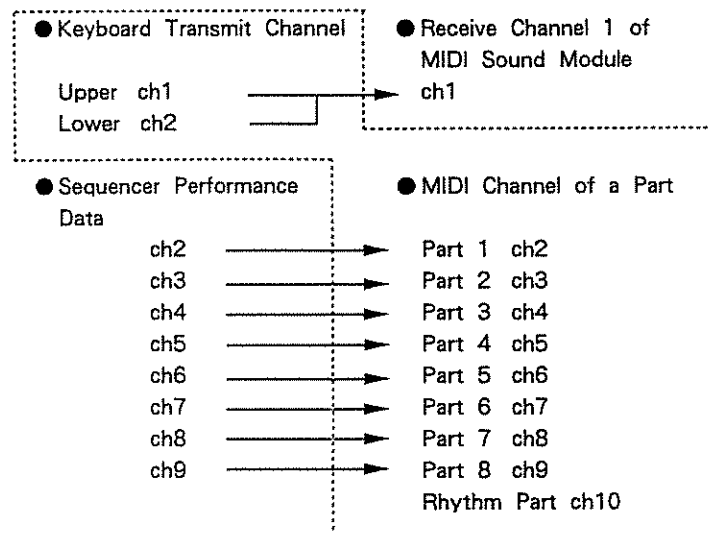 ● Keyboard Transmit Channel
Upper ch1
Lower ch2
● Receive Channel 1 of
MIDI Sound Module
ch1
● Sequencer Performance
Data
ch2
ch3
ch4
ch5
ch6
ch7
ch8
ch9
● MIDI Channel of a Part
Part 1 ch2
Part 2 ch3
Part 3 ch4
Part 4 ch5
Part 5 ch6
Part 6 ch7
Part 7 ch8
Part 8 ch9
Rhythm Part ch10